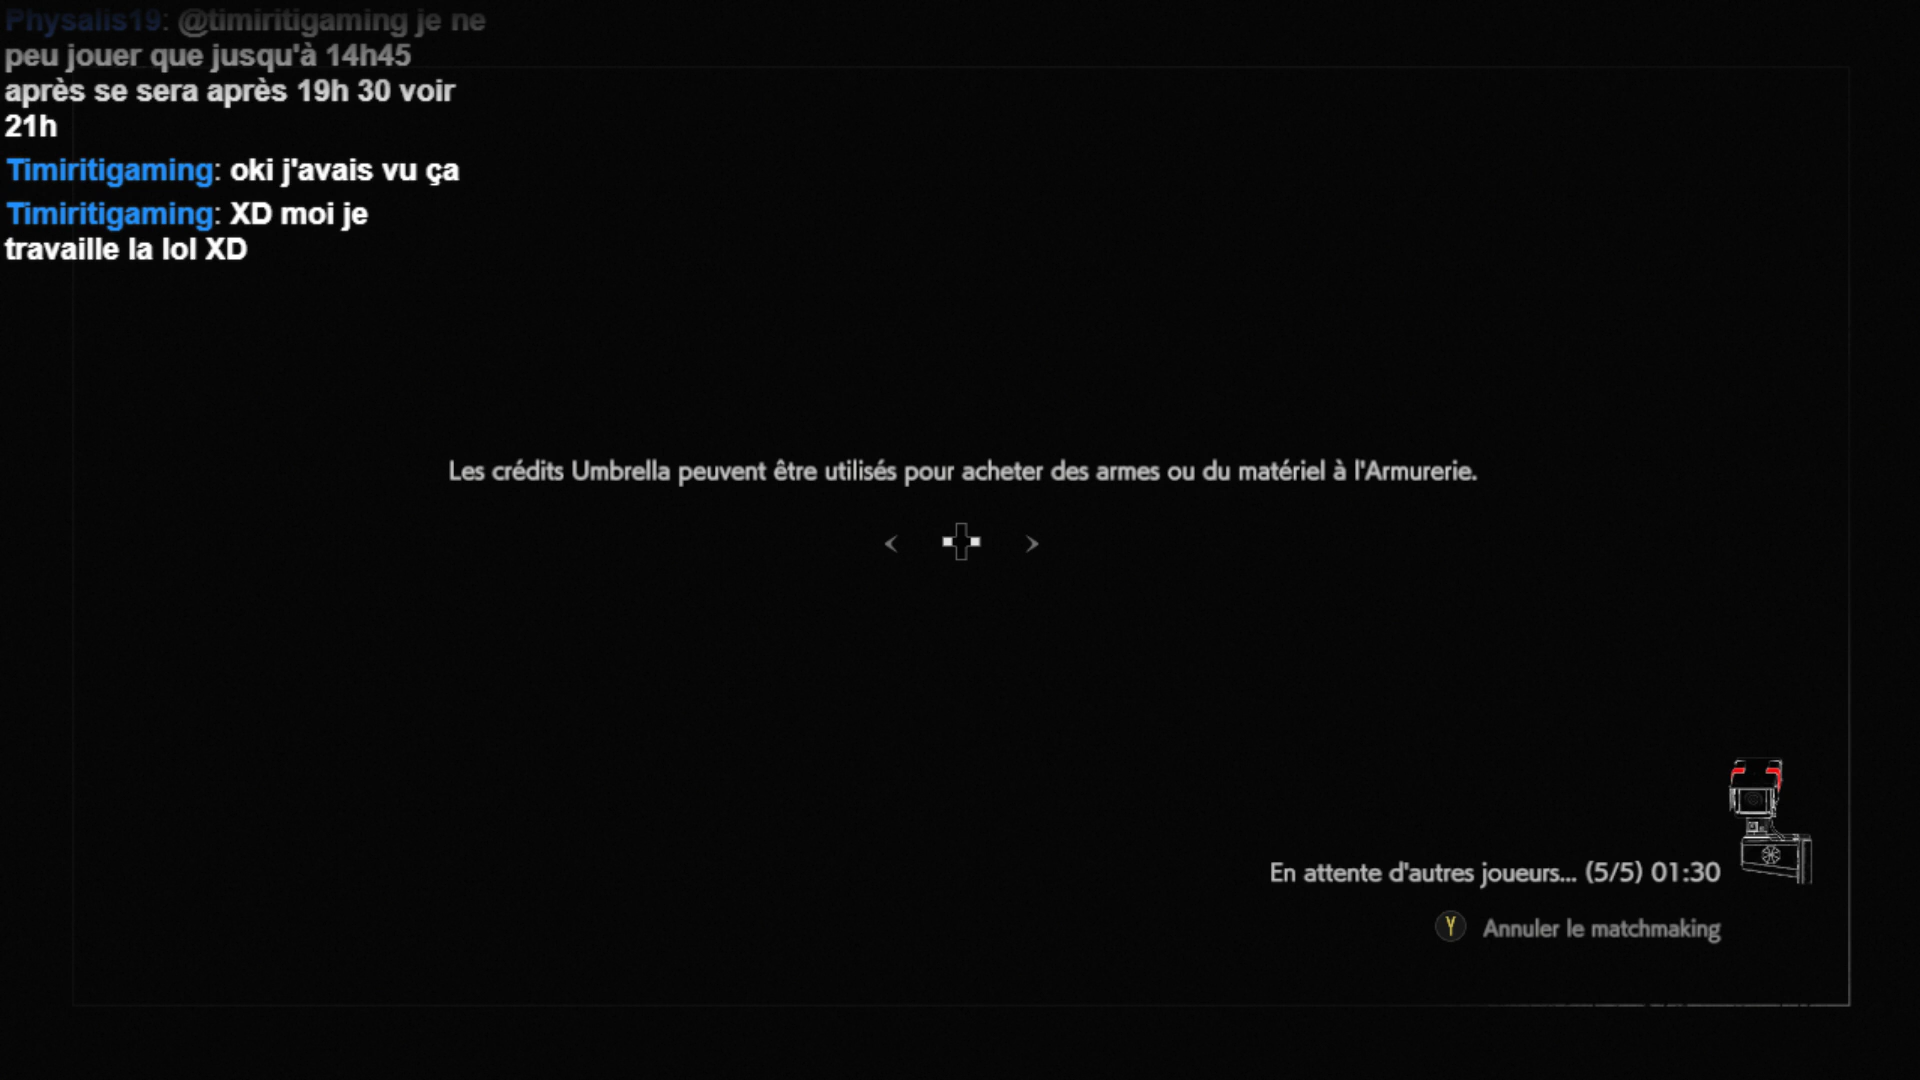 Physalis19: @timiritigaming je ne
peu jouer que jusqu'à 14h45
après se sera après 19h 30 voir
21h
Timiritigaming: oki j'avais vu ça
Timiritigaming: XD moi je
travaille la lol XD
Les crédits Umbrella peuvent être utilisés pour acheter des armes ou du matériel à l'Armurerie.
En attente d'autres joueurs... (5/5) 01:30
Y Annuler le matchmaking